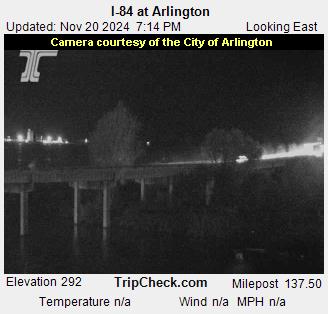 I-84 at Arlington
Updated: Nov 20 2024 7:14 PM Looking East
Camera courtesy of the City of Arlington
Elevation 292 TripCheck.com Milepost 137.50
Temperature n/a Wind n/a MPH n/a